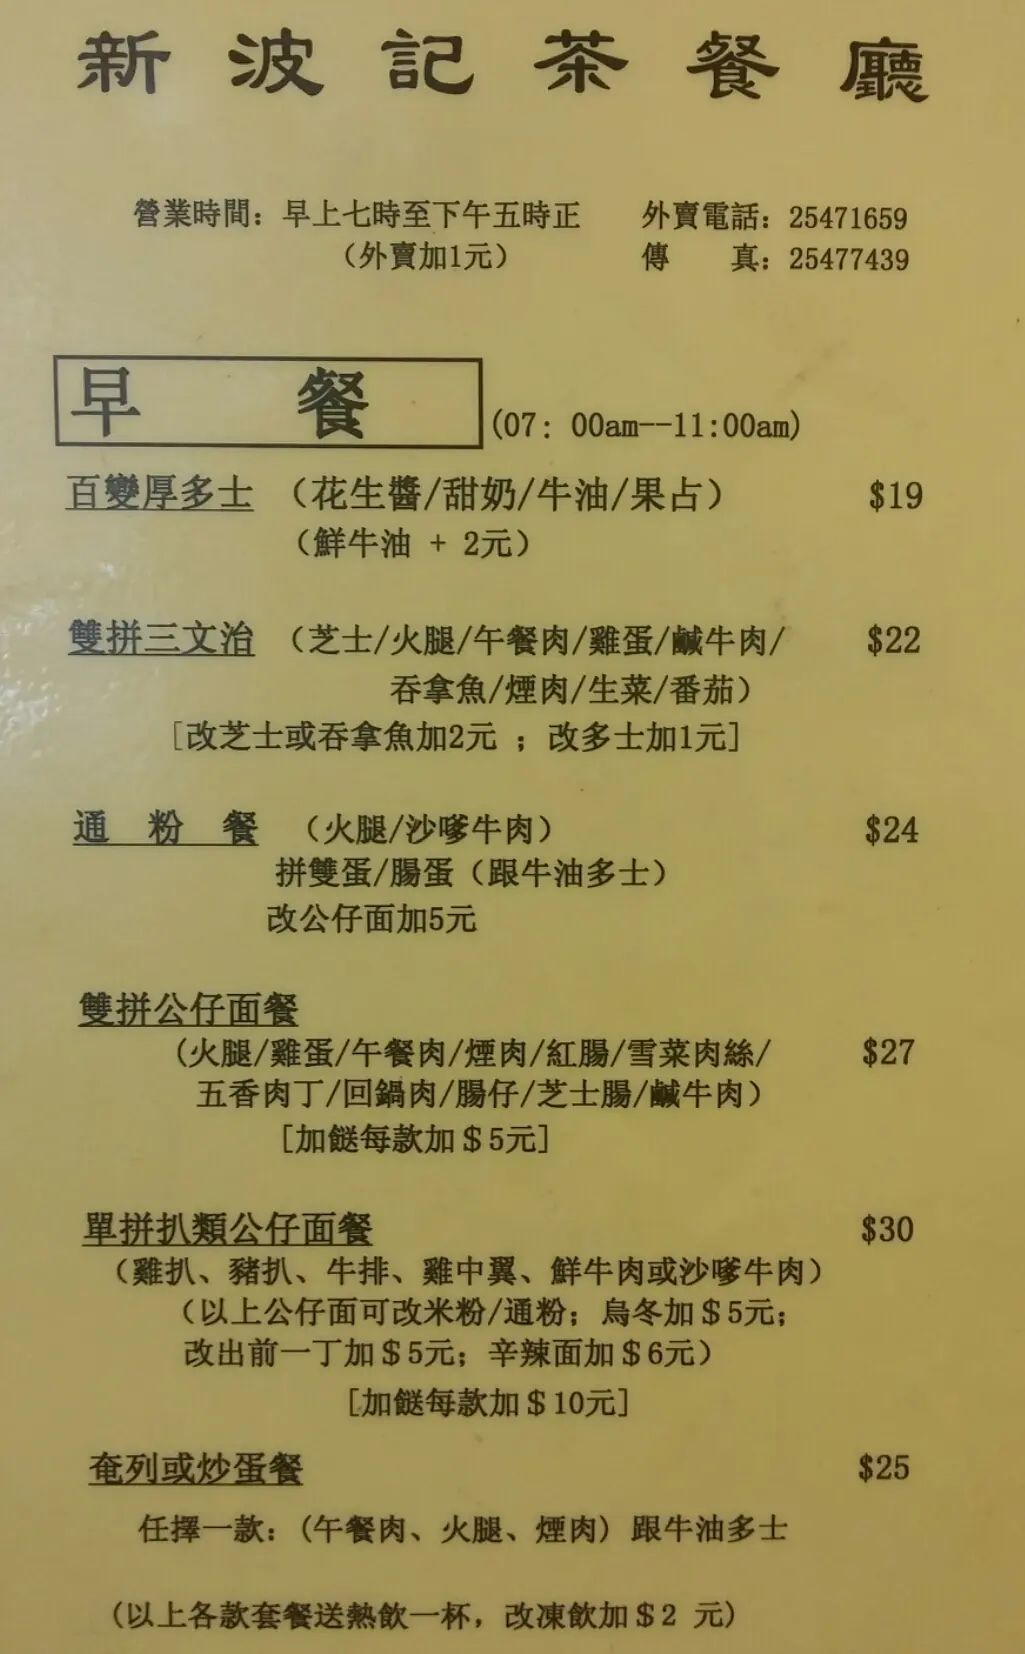 新波記茶餐廳
營業時間：早上七時至下午五時正 外賣電話：25471659
（外賣加1元） 傳 真：25477439
早 餐 (07：00am--11:00am)
百變厚多士 （花生醬/甜奶/牛油/果占） $19
（鮮牛油 + 2元）
雙拼三文治 （芝士/火腿/午餐肉/雞蛋/鹹牛肉/ $22
吞拿魚/煙肉/生菜/番茄）
[改芝士或吞拿魚加2元 ；改多士加1元]
通 粉 餐 （火腿/沙嗲牛肉） $24
拼雙蛋/腸蛋（跟牛油多士）
改公仔面加5元
雙拼公仔面餐
(火腿/雞蛋/午餐肉/煙肉/紅腸/雪菜肉絲/ $27
五香肉丁/回鍋肉/腸仔/芝士腸/鹹牛肉）
[加餸每款加＄5元]
單拼扒類公仔面餐 $30
（雞扒、豬扒、牛排、雞中翼、鮮牛肉或沙嗲牛肉）
（以上公仔面可改米粉/通粉；烏冬加＄5元；
改出前一丁加＄5元；辛辣面加＄6元）
[加餸每款加＄10元]
奄列或炒蛋餐 $25
任擇一款：(午餐肉、火腿、煙肉) 跟牛油多士
(以上各款套餐送熱飲一杯，改凍飲加＄2 元)